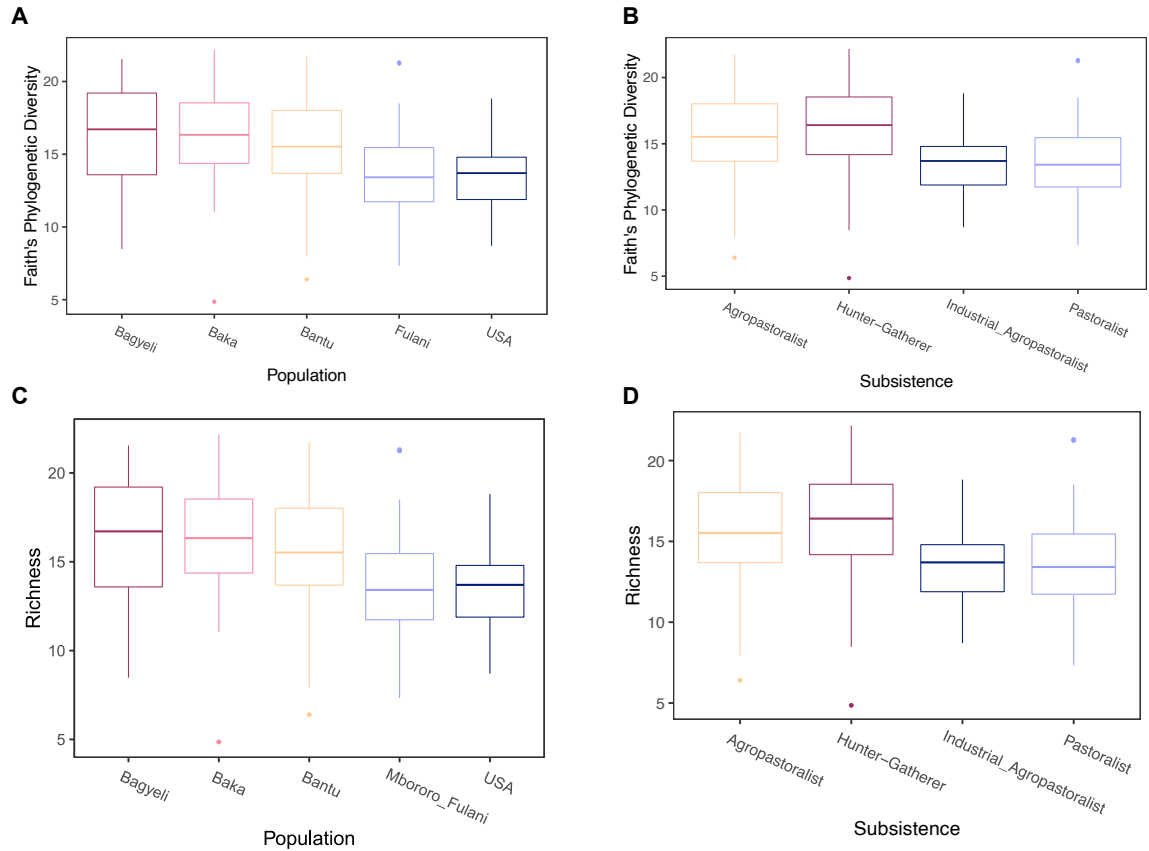 A
Faith's Phylogenetic Diversity
20
15
10
5
Bagyeli
Baka
Bantu
Fulani
USA
Population
B
Faith's Phylogenetic Diversity
20
15
10
5
Agropastoralist
Hunter−Gatherer
Industrial_Agropastoralist
Pastoralist
Subsistence
C
Richness
20
15
10
5
Bagyeli
Baka
Bantu
Mbororo_Fulani
USA
Population
D
Richness
20
15
10
5
Agropastoralist
Hunter−Gatherer
Industrial_Agropastoralist
Pastoralist
Subsistence